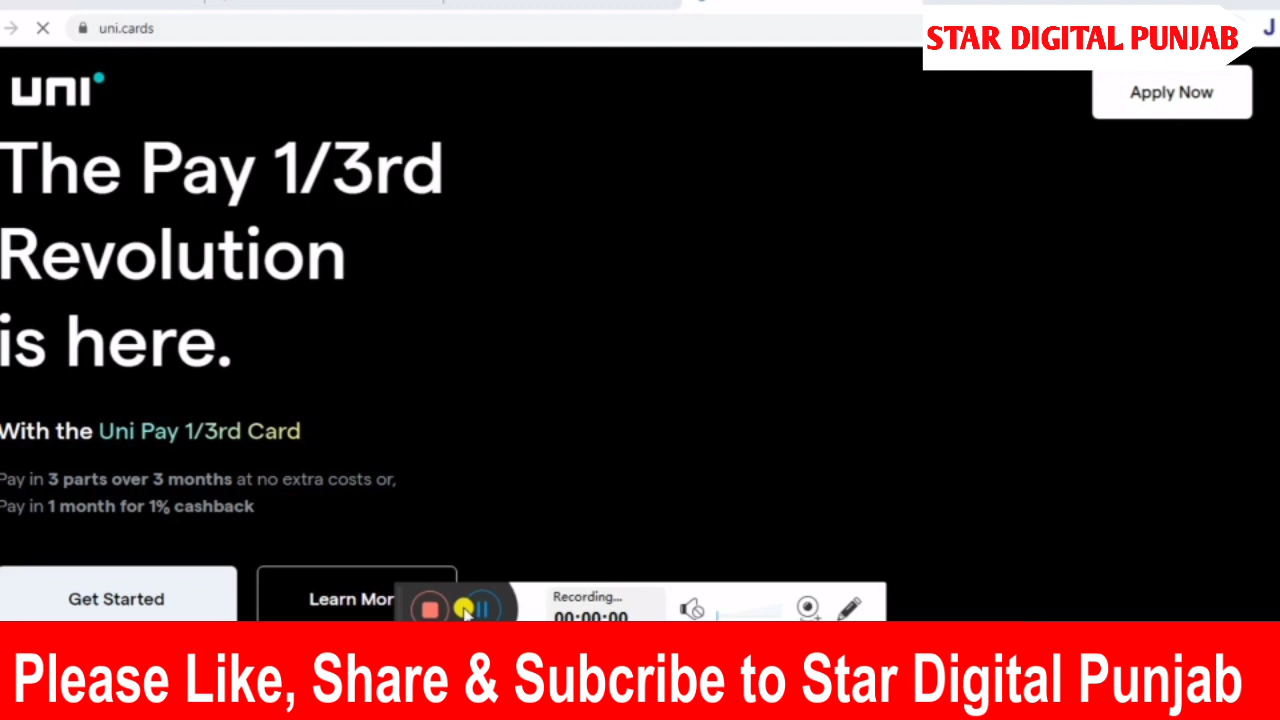 uni.cards
STAR DIGITAL PUNJAB
J
uni
Apply Now
The Pay 1/3rd
Revolution
is here.
With the Uni Pay 1/3rd Card
Pay in 3 parts over 3 months at no extra costs or,
Pay in 1 month for 1% cashback
Get Started
Learn Mor
Recording...
00:00:00
Please Like, Share & Subcribe to Star Digital Punjab